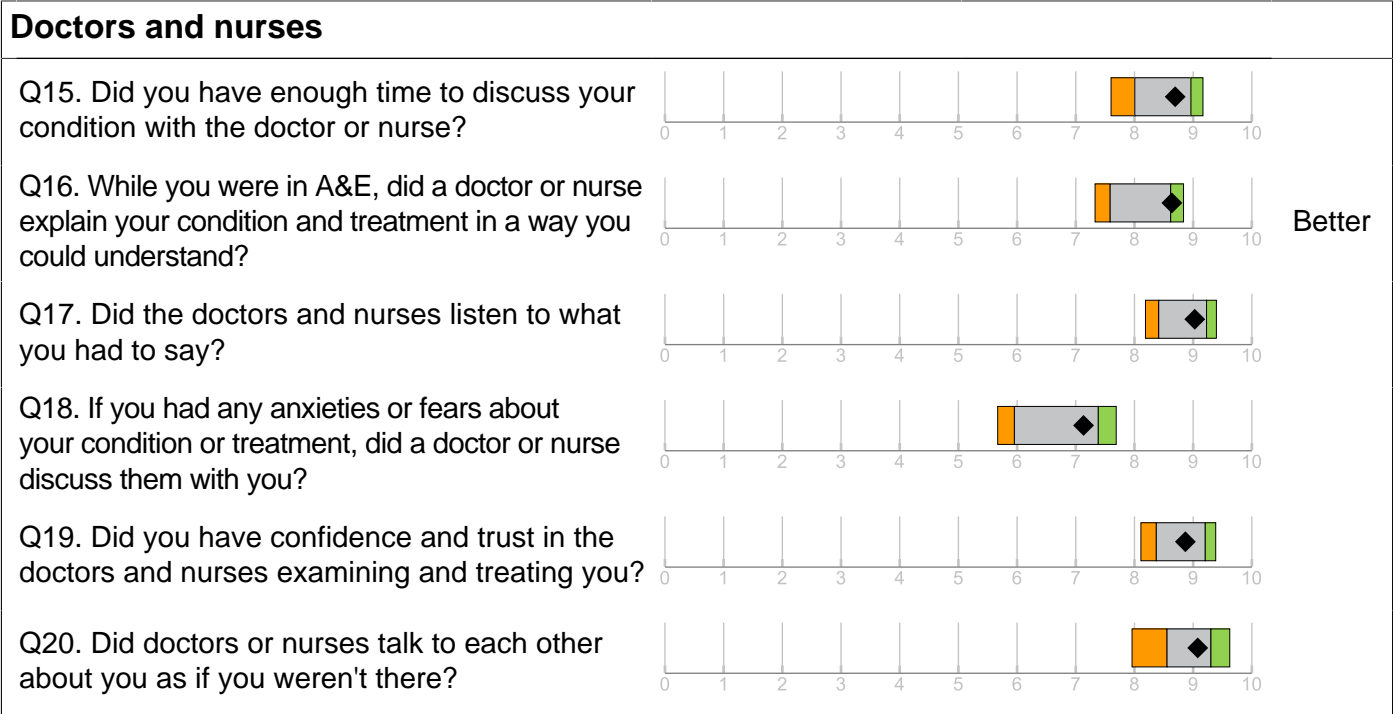 Doctors and nurses
Q15. Did you have enough time to discuss your
condition with the doctor or nurse?
0 1 2 3 4 5 6 7 8 9 10
Q16. While you were in A&E, did a doctor or nurse
explain your condition and treatment in a way you
could understand?
0 1 2 3 4 5 6 7 8 9 10
Better
Q17. Did the doctors and nurses listen to what
you had to say?
0 1 2 3 4 5 6 7 8 9 10
Q18. If you had any anxieties or fears about
your condition or treatment, did a doctor or nurse
discuss them with you?
0 1 2 3 4 5 6 7 8 9 10
Q19. Did you have confidence and trust in the
doctors and nurses examining and treating you?
0 1 2 3 4 5 6 7 8 9 10
Q20. Did doctors or nurses talk to each other
about you as if you weren't there?
0 1 2 3 4 5 6 7 8 9 10